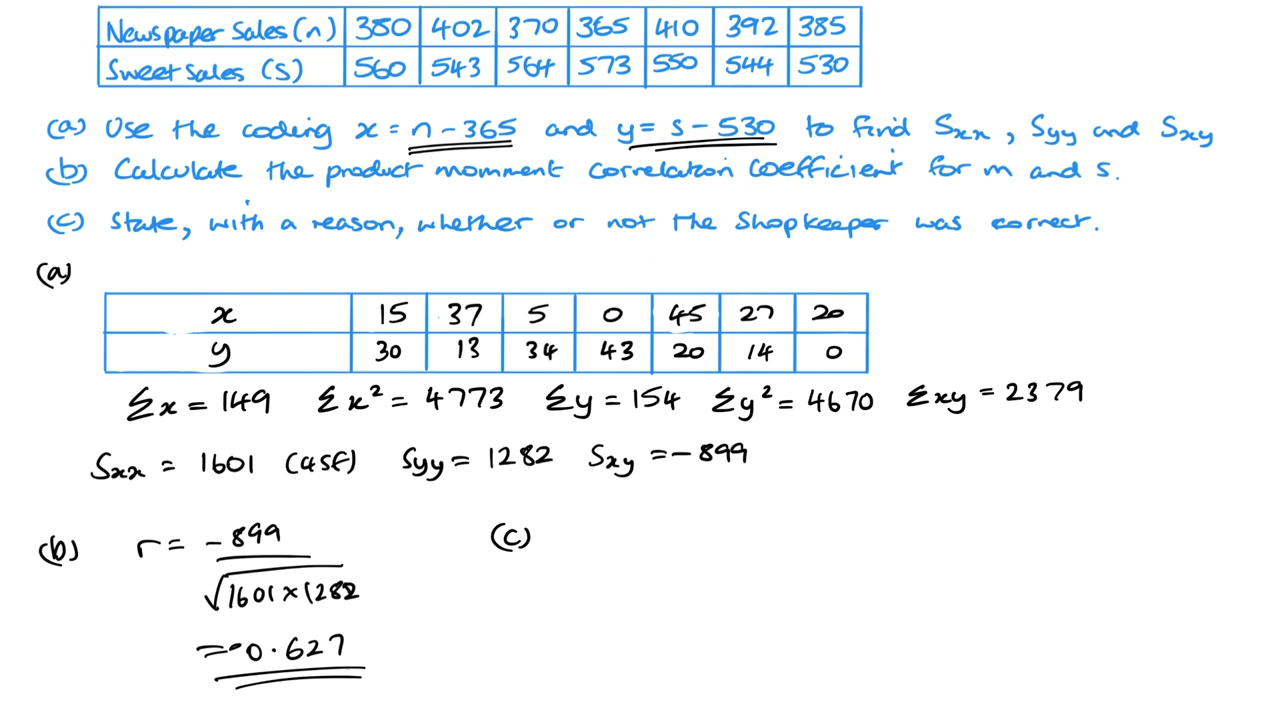 Newspaper Sales (n) 380 402 370 365 410 392 385
Sweet Sales (S) 560 543 564 573 550 544 530
(a) Use the coding x = n - 365 and y = s - 530 to find Sxx, Syy and Sxy
(b) Calculate the product momment correlation coefficient for m and s.
(c) State, with a reason, whether or not the Shopkeeper was correct.
(a)
x 15 37 5 0 45 27 20
y 30 13 34 43 20 14 0
Σx = 149 Σx² = 4773 Σy = 154 Σy² = 4670 Σxy = 2379
Sxx = 1601 (4SF) Syy = 1282 Sxy = -899
(b) r = -899 / √1601 × 1282 (c)
= -0.627